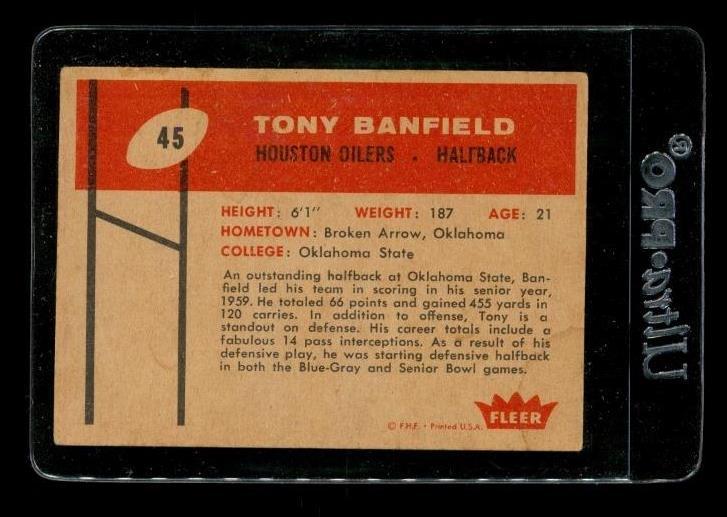 45
TONY BANFIELD
HOUSTON OILERS • HALFBACK
HEIGHT: 6'1" WEIGHT: 187 AGE: 21
HOMETOWN: Broken Arrow, Oklahoma
COLLEGE: Oklahoma State
An outstanding halfback at Oklahoma State, Ban-
field led his team in scoring in his senior year,
1959. He totaled 66 points and gained 455 yards in
120 carries. In addition to offense, Tony is a
standout on defense. His career totals include a
fabulous 14 pass interceptions. As a result of his
defensive play, he was starting defensive halfback
in both the Blue-Gray and Senior Bowl games.
FLEER
© F.H.F. • Printed U.S.A.
Ultra•PRO®